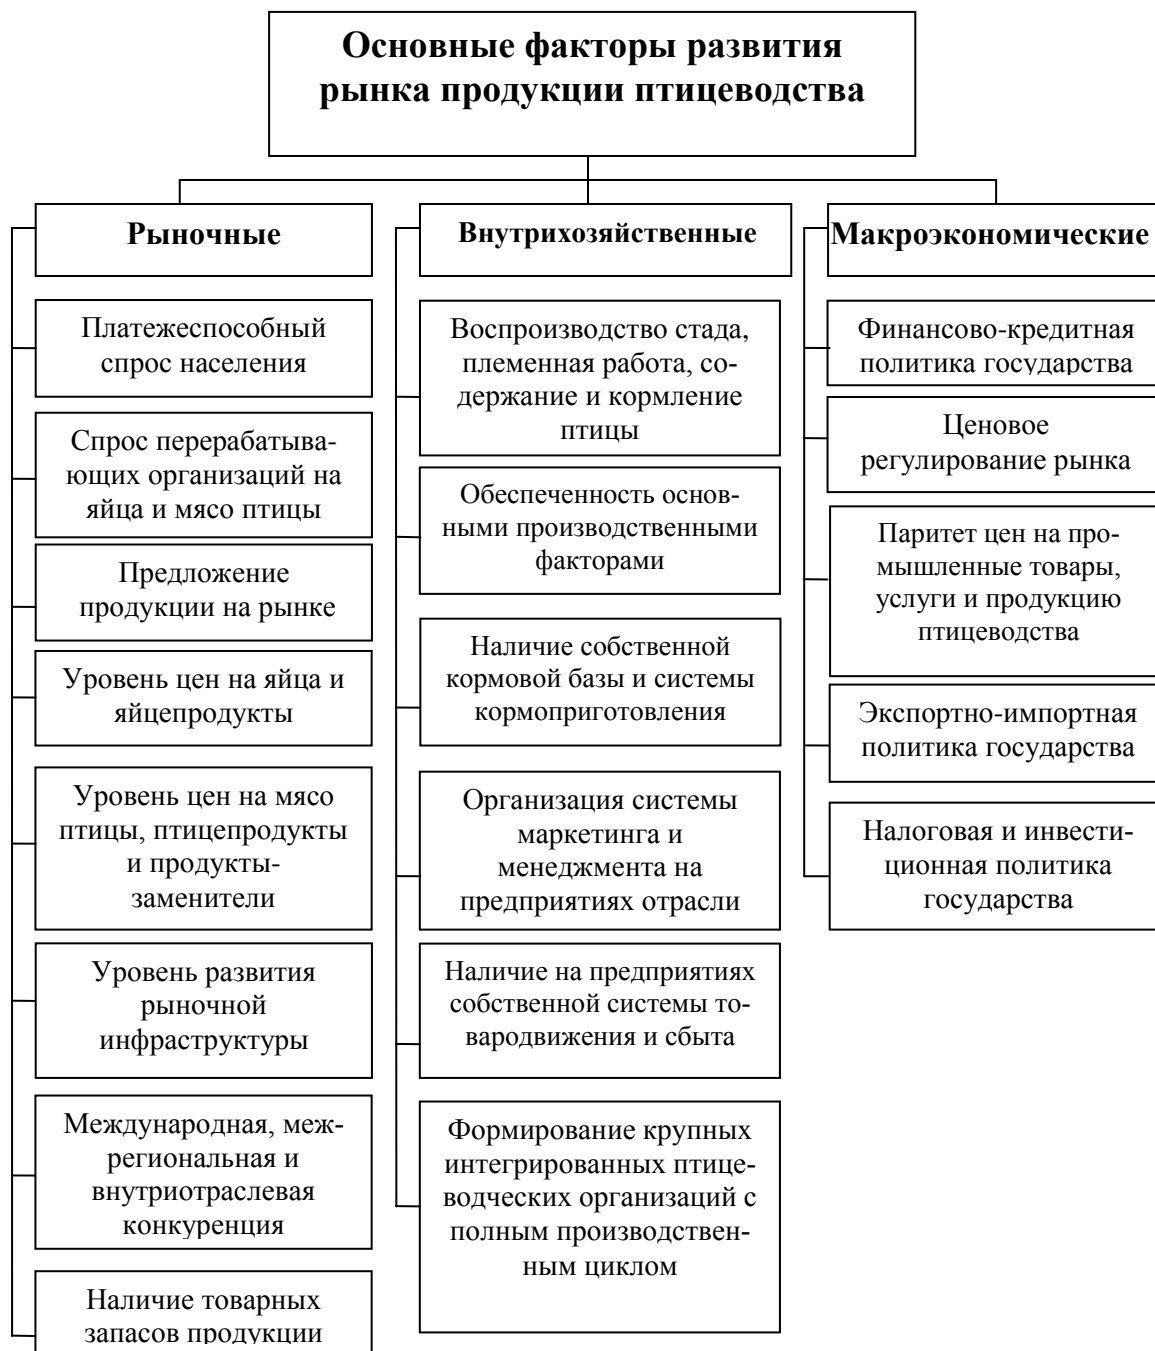 Основные факторы развития
рынка продукции птицеводства
Рыночные
Платежеспособный
спрос населения
Спрос перерабатыва-
ющих организаций на
яйца и мясо птицы
Предложение
продукции на рынке
Уровень цен на яйца и
яйцепродукты
Уровень цен на мясо
птицы, птицепродукты
и продукты-
заменители
Уровень развития
рыночной
инфраструктуры
Международная, меж-
региональная и
внутриотраслевая
конкуренция
Наличие товарных
запасов продукции
Внутрихозяйственные
Воспроизводство стада,
племенная работа, со-
держание и кормление
птицы
Обеспеченность основ-
ными производственными
факторами
Наличие собственной
кормовой базы и системы
кормоприготовления
Организация системы
маркетинга и
менеджмента на
предприятиях отрасли
Наличие на предприятиях
собственной системы то-
вародвижения и сбыта
Формирование крупных
интегрированных птице-
водческих организаций с
полным производствен-
ным циклом
Макроэкономические
Финансово-кредитная
политика государства
Ценовое
регулирование рынка
Паритет цен на про-
мышленные товары,
услуги и продукцию
птицеводства
Экспортно-импортная
политика государства
Налоговая и инвести-
ционная политика
государства